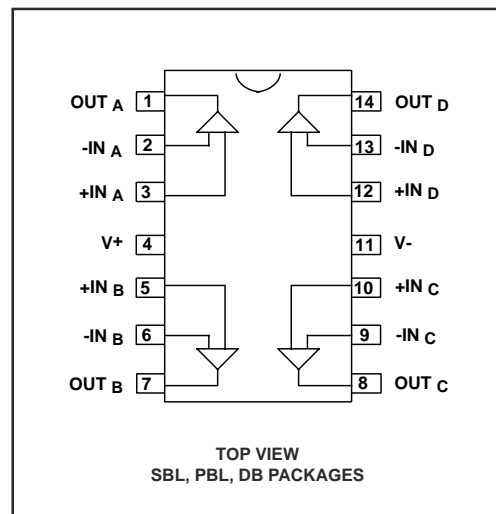 OUT A 1 14 OUT D
-IN A 2 13 -IN D
+IN A 3 12 +IN D
V+ 4 11 V-
+IN B 5 10 +IN C
-IN B 6 9 -IN C
OUT B 7 8 OUT C
TOP VIEW
SBL, PBL, DB PACKAGES